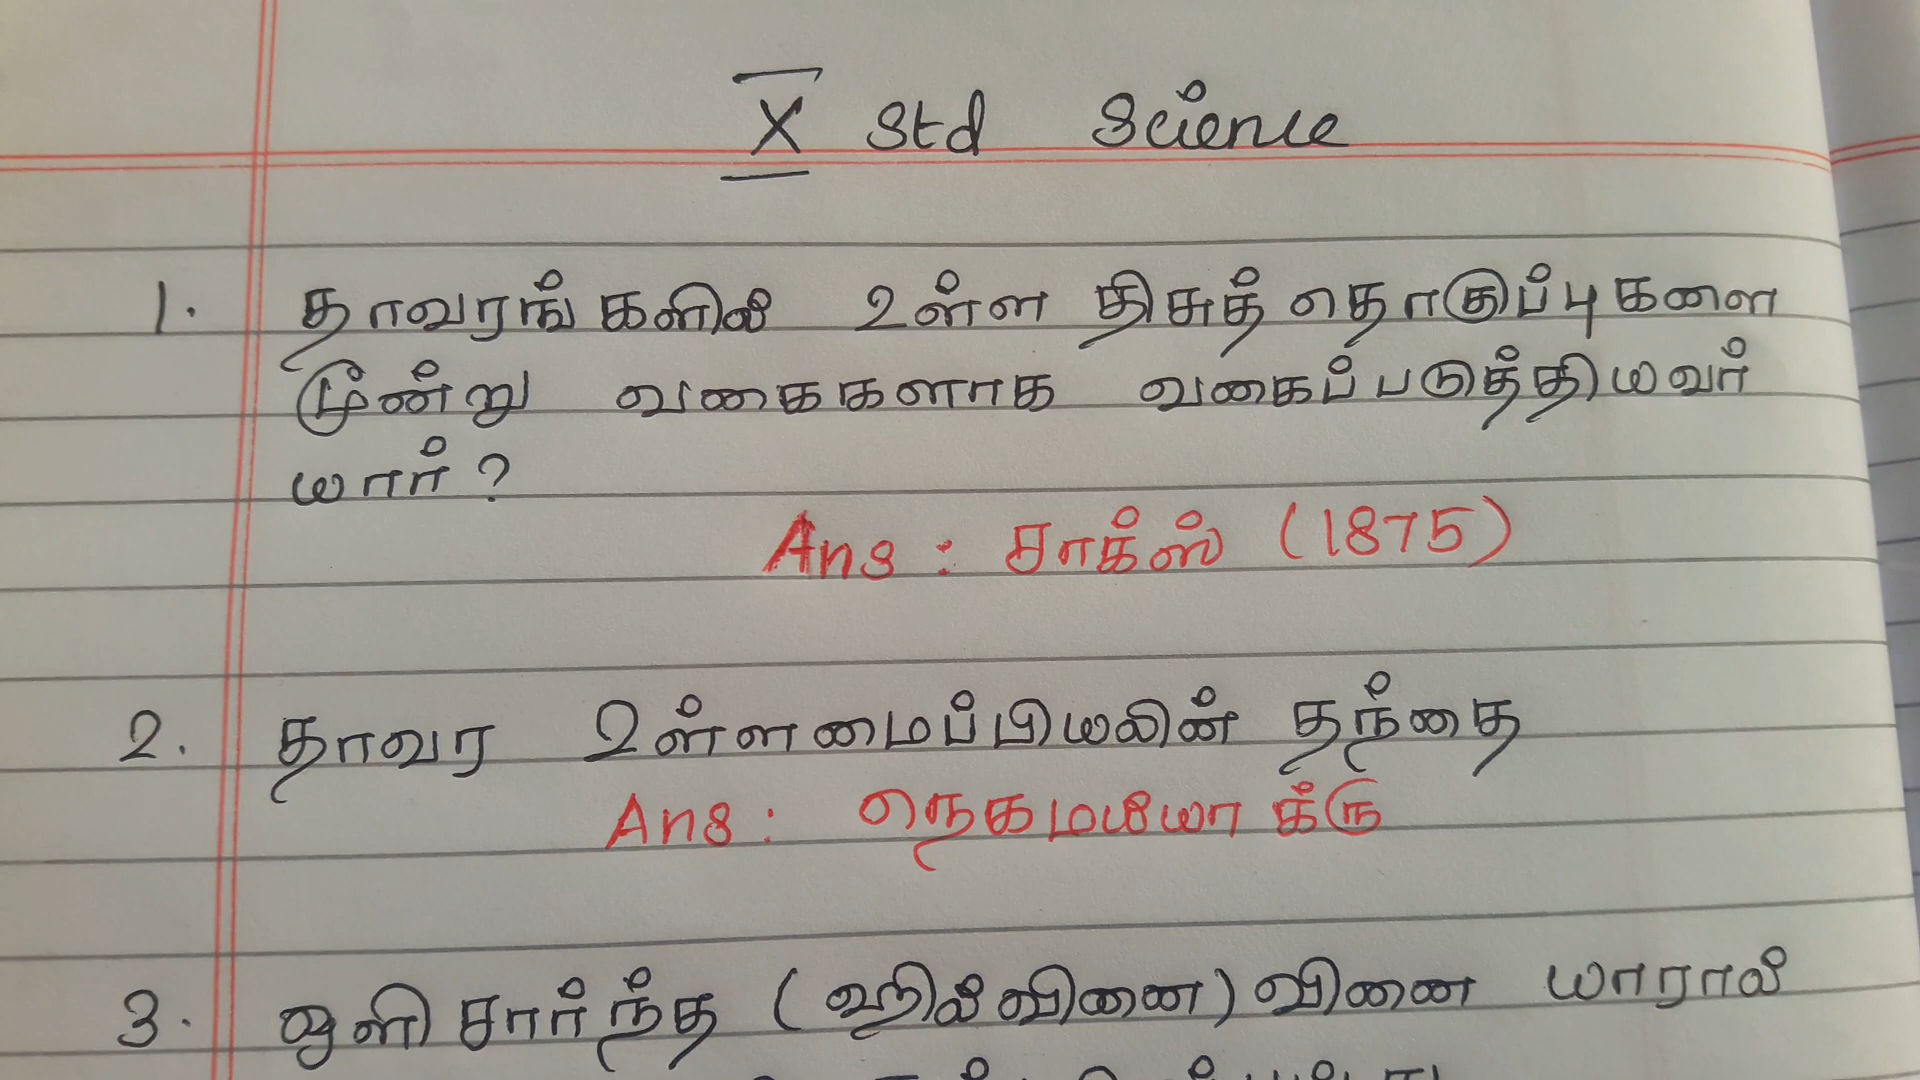 X Std Science
1. தாவரங்களில் உள்ள திசுத்தொகுப்புகளை
மூன்று வகைகளாக வகைப்படுத்தியவர்
யார்?
Ans : சாக்ஸ் (1875)
2. தாவர உள்ளமைப்பியலின் தந்தை
Ans : நெகமய்யோ க்ரு
3. ஒளி சார்ந்த (ஹில்வினை) வினை யாரால்